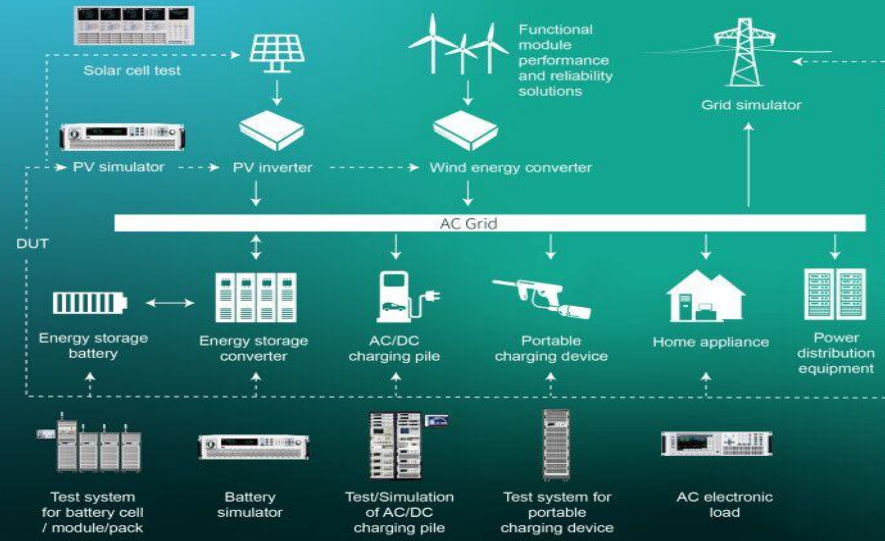 Solar cell test
Functional
module
performance
and reliability
solutions
Grid simulator
PV simulator
PV inverter
Wind energy converter
AC Grid
DUT
Energy storage
battery
Energy storage
converter
AC/DC
charging pile
Portable
charging device
Home appliance
Power
distribution
equipment
Test system
for battery cell
/ module/pack
Battery
simulator
Test/Simulation
of AC/DC
charging pile
Test system for
portable
charging device
AC electronic
load